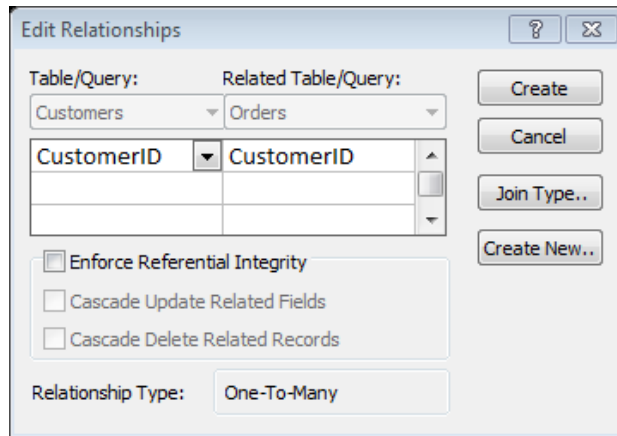 Edit Relationships
Table/Query: Related Table/Query:
Customers Orders
CustomerID CustomerID
Enforce Referential Integrity
Cascade Update Related Fields
Cascade Delete Related Records
Relationship Type: One-To-Many
Create
Cancel
Join Type..
Create New..